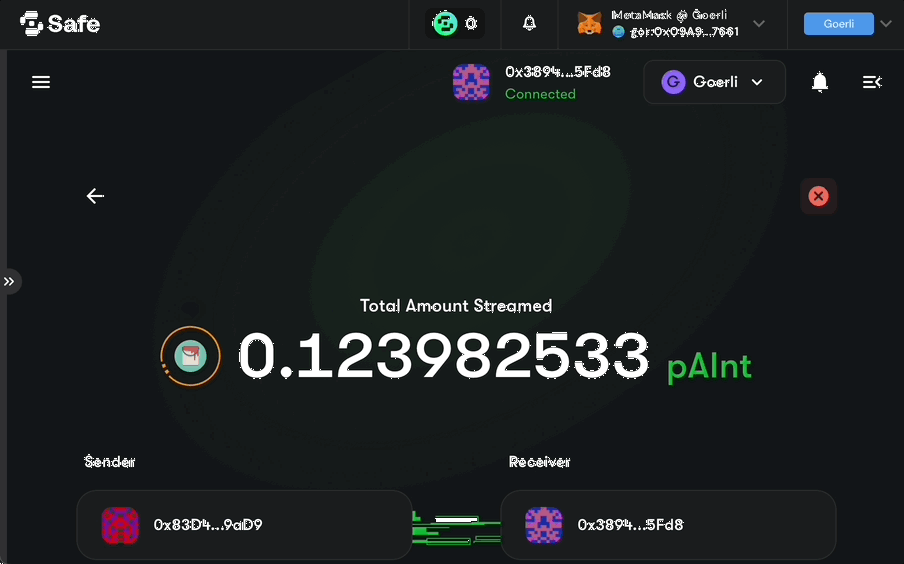 Safe
MetaMask @ Goerli
gor:0x09A9...7661
Goerli
0x3894...5Fd8
Connected
G
Goerli
Total Amount Streamed
0.123982533 pAInt
Sender
Receiver
0x83D4...9aD9
0x3894...5Fd8